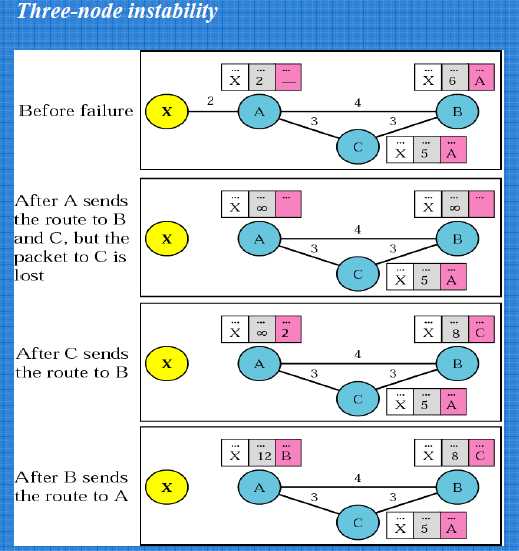 Three-node instability
... ... ...
X 2 —
... ... ...
X 6 A
Before failure
X 2 A 4 B
3 3
C
... ... ...
X 5 A
After A sends
the route to B
and C, but the
packet to C is
lost
... ... ...
X ∞
... ... ...
X ∞
X A 4 B
3 3
C
... ... ...
X 5 A
After C sends
the route to B
... ... ...
X ∞ 2
... ... ...
X 8 C
X A 4 B
3 3
C
... ... ...
X 5 A
After B sends
the route to A
... ... ...
X 12 B
... ... ...
X 8 C
X A 4 B
3 3
C
... ... ...
X 5 A